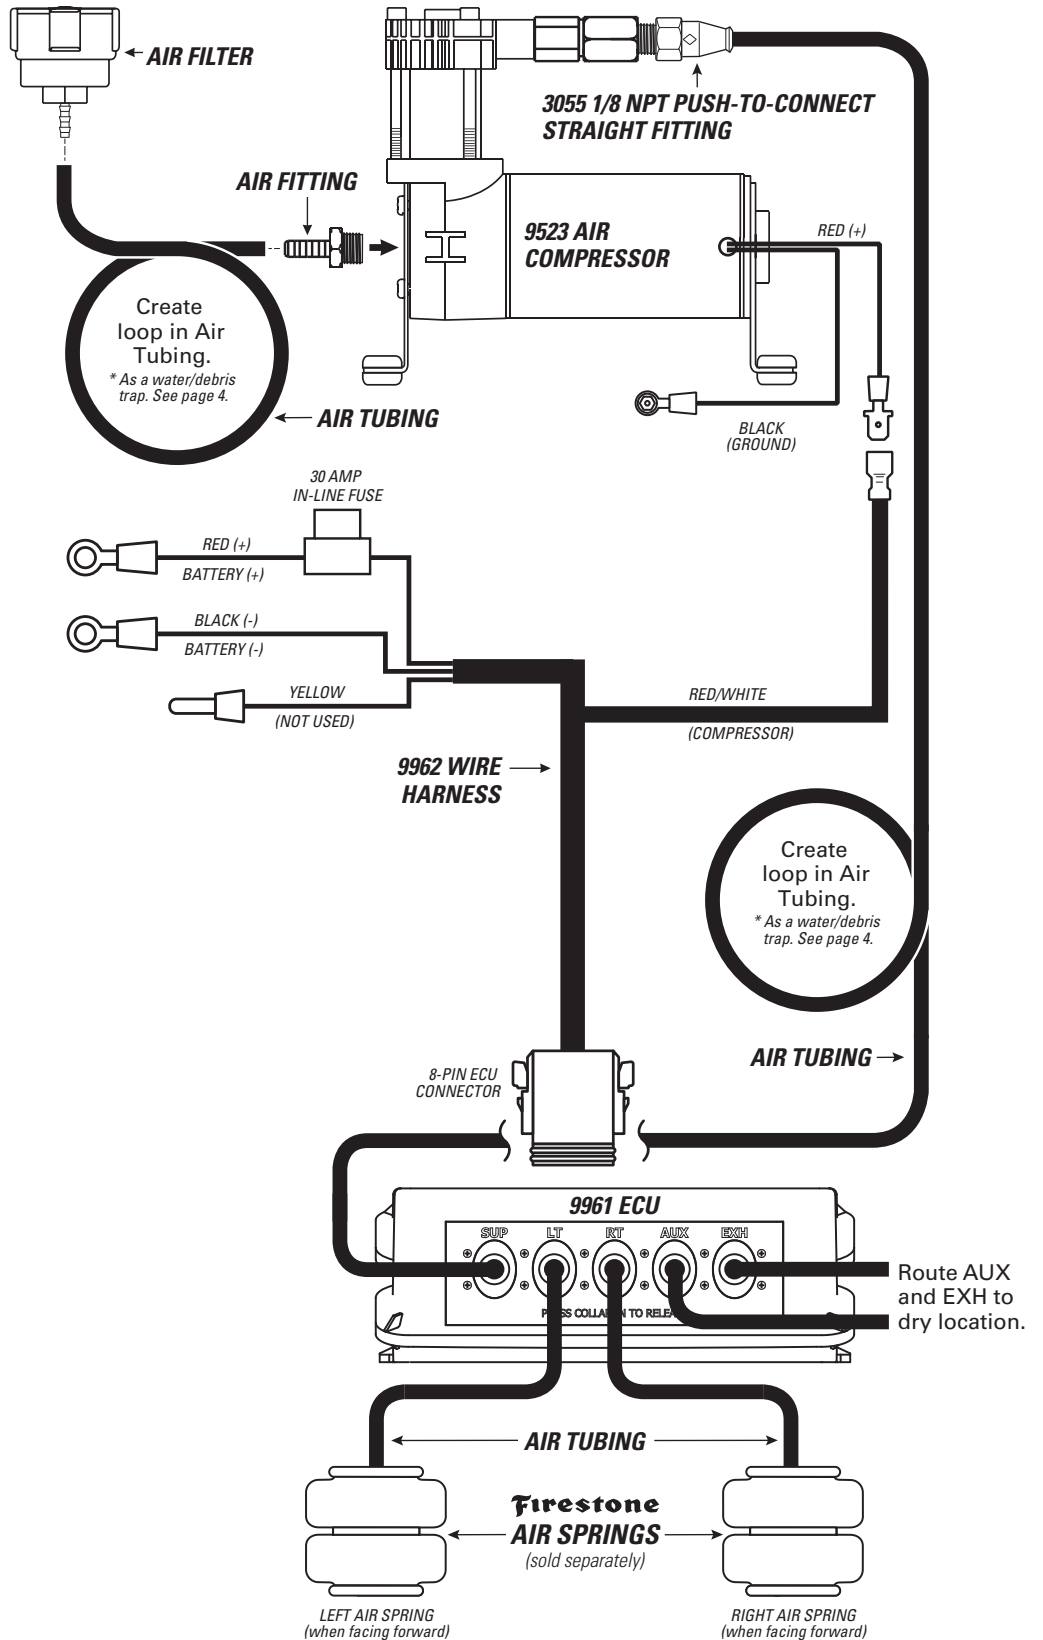 AIR FILTER
3055 1/8 NPT PUSH-TO-CONNECT
STRAIGHT FITTING
AIR FITTING
9523 AIR
COMPRESSOR
RED (+)
Create
loop in Air
Tubing.
* As a water/debris
trap. See page 4.
AIR TUBING
BLACK
(GROUND)
30 AMP
IN-LINE FUSE
RED (+)
BATTERY (+)
BLACK (-)
BATTERY (-)
YELLOW
(NOT USED)
RED/WHITE
(COMPRESSOR)
9962 WIRE
HARNESS
Create
loop in Air
Tubing.
* As a water/debris
trap. See page 4.
AIR TUBING
8-PIN ECU
CONNECTOR
9961 ECU
SUP LT RT AUX EXH
COLLAR TO
Route AUX
and EXH to
dry location.
AIR TUBING
Firestone
AIR SPRINGS
(sold separately)
LEFT AIR SPRING
(when facing forward)
RIGHT AIR SPRING
(when facing forward)